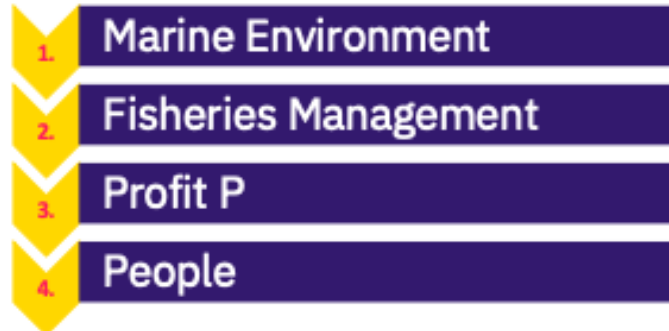 1. Marine Environment
2. Fisheries Management
3. Profit P
4. People